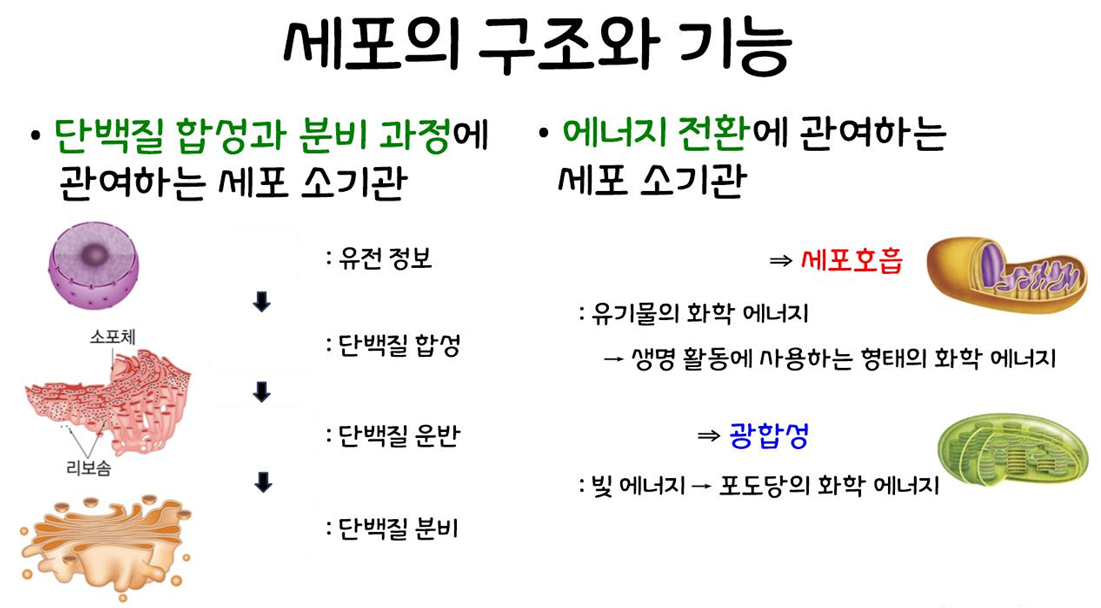 세포의 구조와 기능
• 단백질 합성과 분비 과정에
관여하는 세포 소기관
: 유전 정보
소포체
: 단백질 합성
: 단백질 운반
리보솜
: 단백질 분비
• 에너지 전환에 관여하는
세포 소기관
⇒ 세포호흡
: 유기물의 화학 에너지
→ 생명 활동에 사용하는 형태의 화학 에너지
⇒ 광합성
: 빛 에너지 → 포도당의 화학 에너지